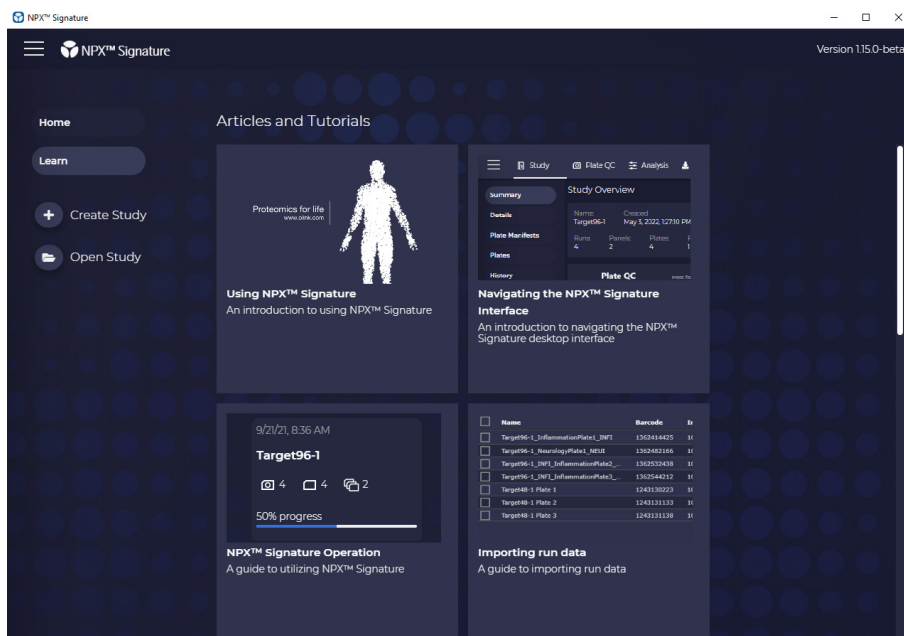 NPX™ Signature
NPX™ Signature
Version 1.15.0-beta
Home
Learn
Create Study
Open Study
Articles and Tutorials
Proteomics for life
www.olink.com
Using NPX™ Signature
An introduction to using NPX™ Signature
Study Plate QC Analysis
Summary
Details
Plate Manifests
Plates
History
Study Overview
Name: Created
Target96-1 May 3, 2022, 1:27:10 PM
Runs: Panels: Plates:
4 2 4
Plate QC
Navigating the NPX™ Signature
Interface
An introduction to navigating the NPX™
Signature desktop interface
9/21/21, 8:36 AM
Target96-1
4 4 2
50% progress
NPX™ Signature Operation
A guide to utilizing NPX™ Signature
Name Barcode
Target96-1_InflammationPlate1_INFI 1362414425
Target96-1_NeurologyPlate1_NEUI 1362482166
Target96-1_INFI_InflammationPlate2_... 1362532438
Target96-1_INFI_InflammationPlate3_... 1362544212
Target48-1 Plate 1 1243130223
Target48-1 Plate 2 1243131133
Target48-1 Plate 3 1243131138
Importing run data
A guide to importing run data